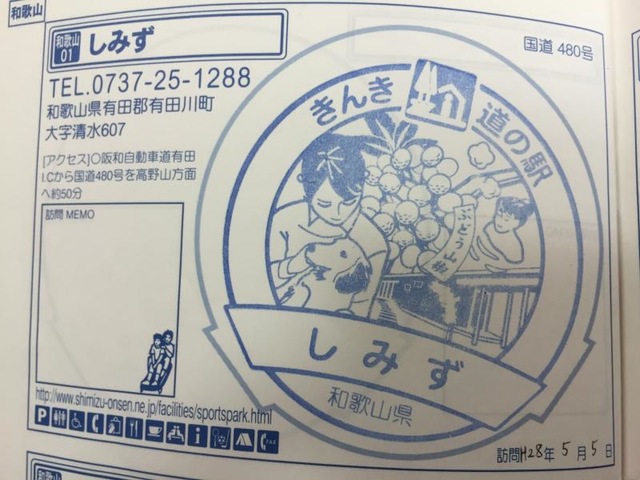 和歌山
和歌山
01
しみず
国道 480号
TEL.0737-25-1288
和歌山県有田郡有田川町
大字清水607
[アクセス]○阪和自動車道有田
I.Cから国道480号を高野山方面
へ約50分
訪問 MEMO
きんき 道の駅
ぶどう山椒
しみず
和歌山県
http://www.shimizu-onsen.ne.jp/facilities/sportspark.html
P
i
FAX
訪問H28年 5月 5日